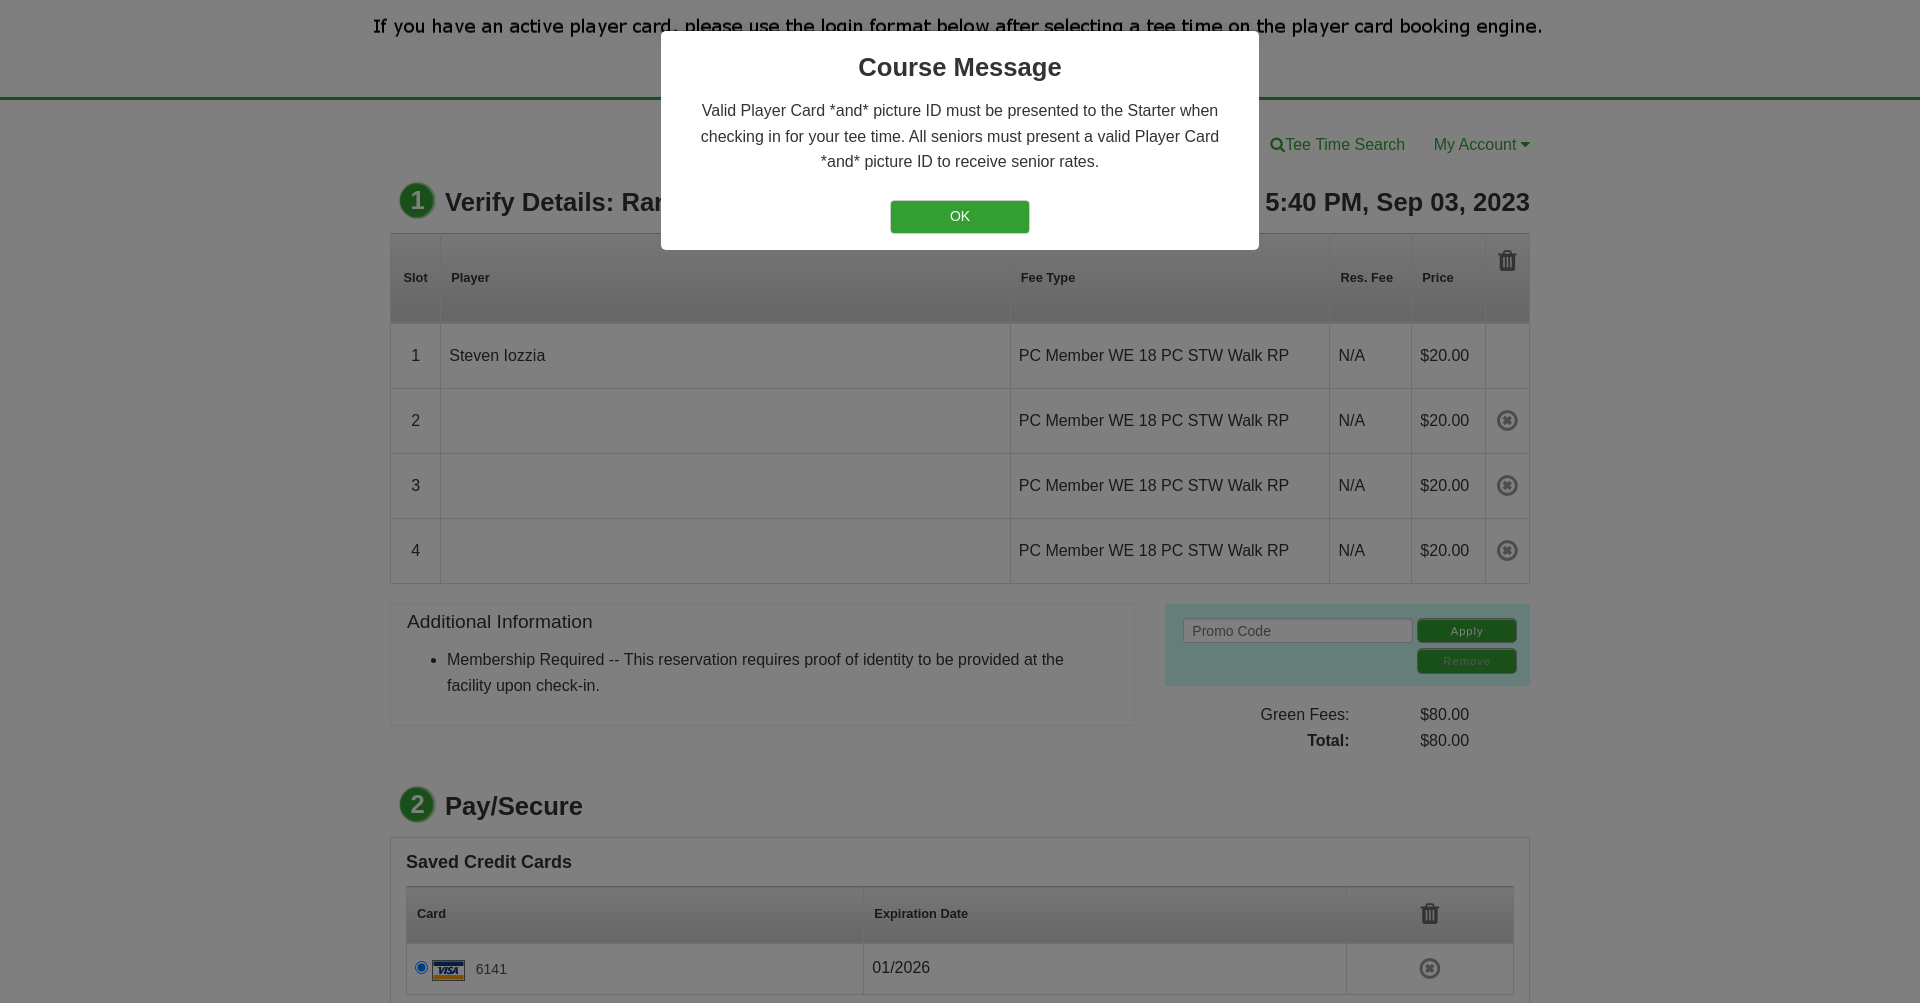 If you have an active player card, please use the login format below after selecting a tee time on the player card booking engine.
Course Message
Valid Player Card *and* picture ID must be presented to the Starter when
checking in for your tee time. All seniors must present a valid Player Card
*and* picture ID to receive senior rates.
OK
Tee Time Search My Account
1 Verify Details: 5:40 PM, Sep 03, 2023
Slot Player Fee Type Res. Fee Price
1 Steven Iozzia PC Member WE 18 PC STW Walk RP N/A $20.00
2 PC Member WE 18 PC STW Walk RP N/A $20.00
3 PC Member WE 18 PC STW Walk RP N/A $20.00
4 PC Member WE 18 PC STW Walk RP N/A $20.00
Additional Information
• Membership Required -- This reservation requires proof of identity to be provided at the
facility upon check-in.
Promo Code Apply
Remove
Green Fees: $80.00
Total: $80.00
2 Pay/Secure
Saved Credit Cards
Card Expiration Date
VISA 6141 01/2026